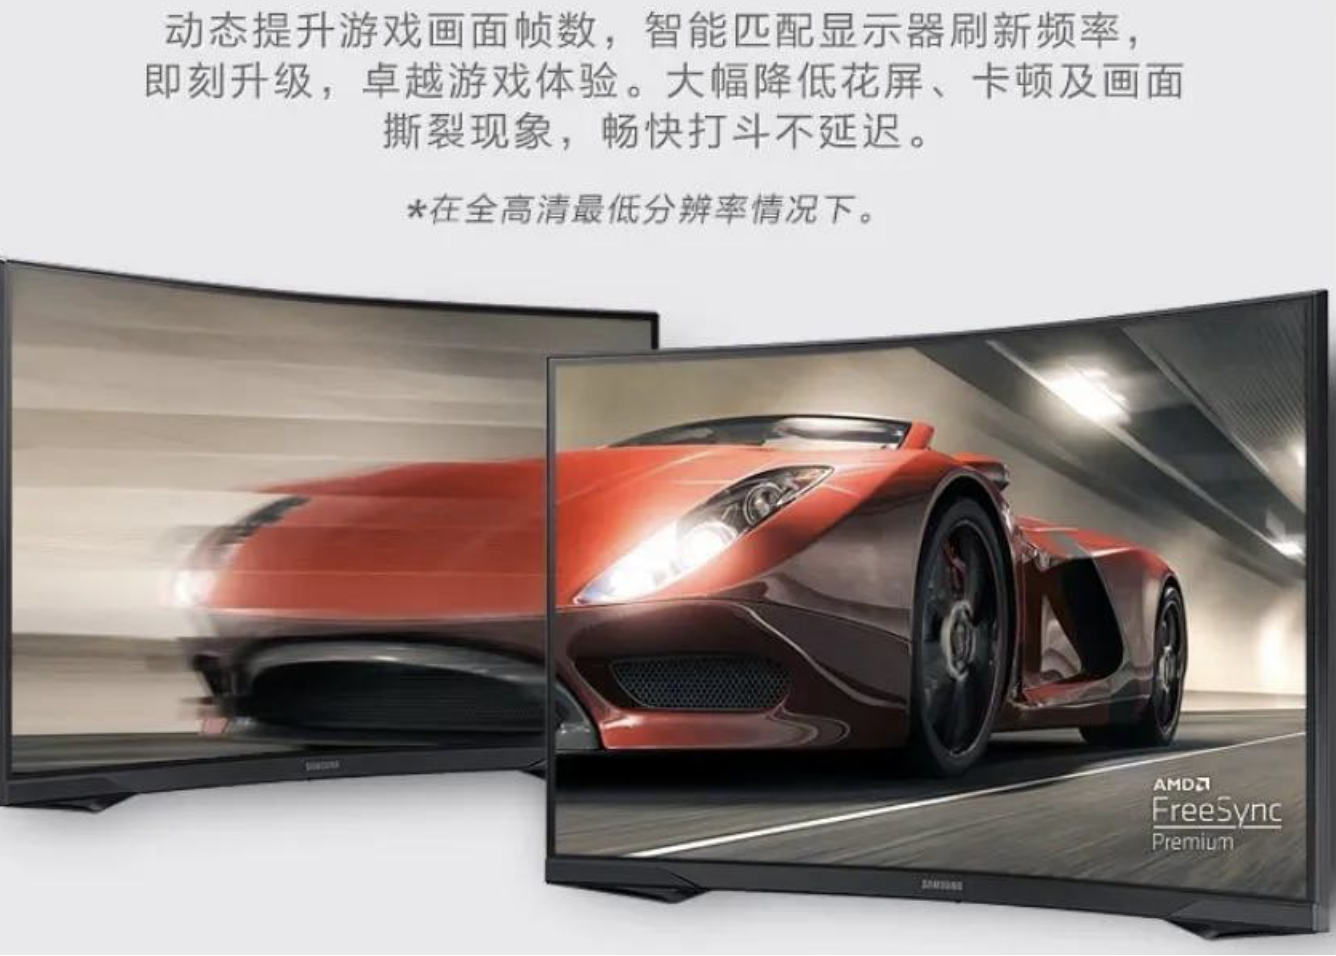 动态提升游戏画面帧数，智能匹配显示器刷新频率，
即刻升级，卓越游戏体验。大幅降低花屏、卡顿及画面
撕裂现象，畅快打斗不延迟。
*在全高清最低分辨率情况下。
SAMSUNG
AMD
FreeSync
Premium
SAMSUNG